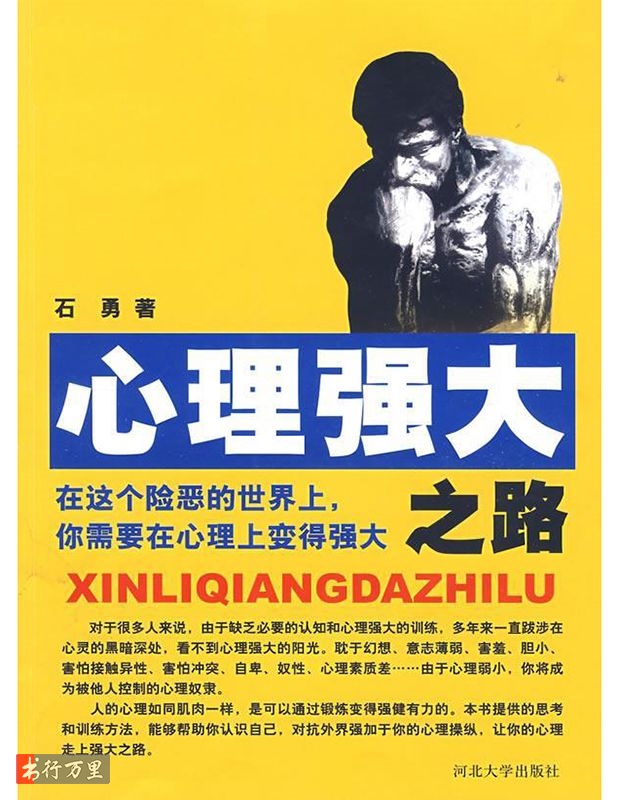 石 勇 著
心理强大
在这个险恶的世界上，
你需要在心理上变得强大
之路
XINLIQIANGDAZHILU
对于很多人来说，由于缺乏必要的认知和心理强大的训练，多年来一直跋涉在
心灵的黑暗深处，看不到心理强大的阳光。耽于幻想、意志薄弱、害羞、胆小、
害怕接触异性、害怕冲突、自卑、奴性、心理素质差……由于心理弱小，你将成
为被他人控制的心理奴隶。
人的心理如同肌肉一样，是可以通过锻炼变得强健有力的。本书提供的思考
和训练方法，能够帮助你认识自己，对抗外界强加于你的心理操纵，让你的心理
走上强大之路。
书行万里
河北大学出版社